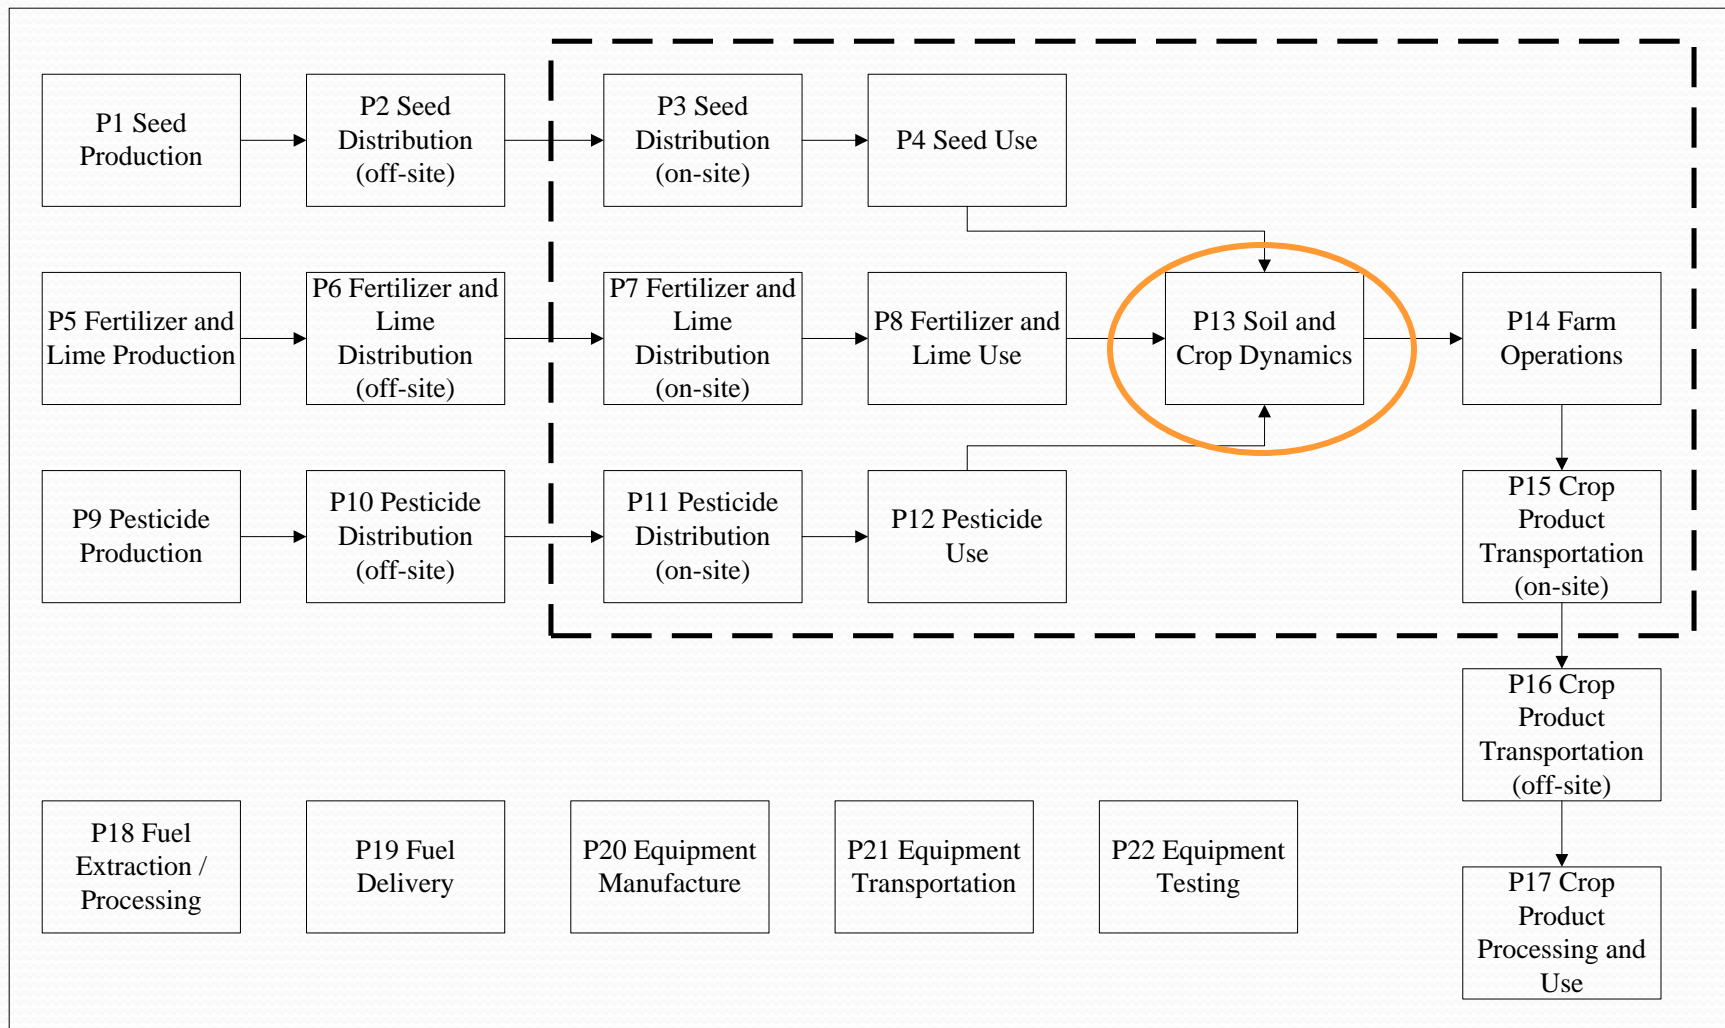 P1 Seed
Production
P2 Seed
Distribution
(off-site)
P3 Seed
Distribution
(on-site)
P4 Seed Use
P5 Fertilizer and
Lime Production
P6 Fertilizer and
Lime
Distribution
(off-site)
P7 Fertilizer and
Lime
Distribution
(on-site)
P8 Fertilizer and
Lime Use
P13 Soil and
Crop Dynamics
P14 Farm
Operations
P9 Pesticide
Production
P10 Pesticide
Distribution
(off-site)
P11 Pesticide
Distribution
(on-site)
P12 Pesticide
Use
P15 Crop
Product
Transportation
(on-site)
P16 Crop
Product
Transportation
(off-site)
P18 Fuel
Extraction /
Processing
P19 Fuel
Delivery
P20 Equipment
Manufacture
P21 Equipment
Transportation
P22 Equipment
Testing
P17 Crop
Product
Processing and
Use